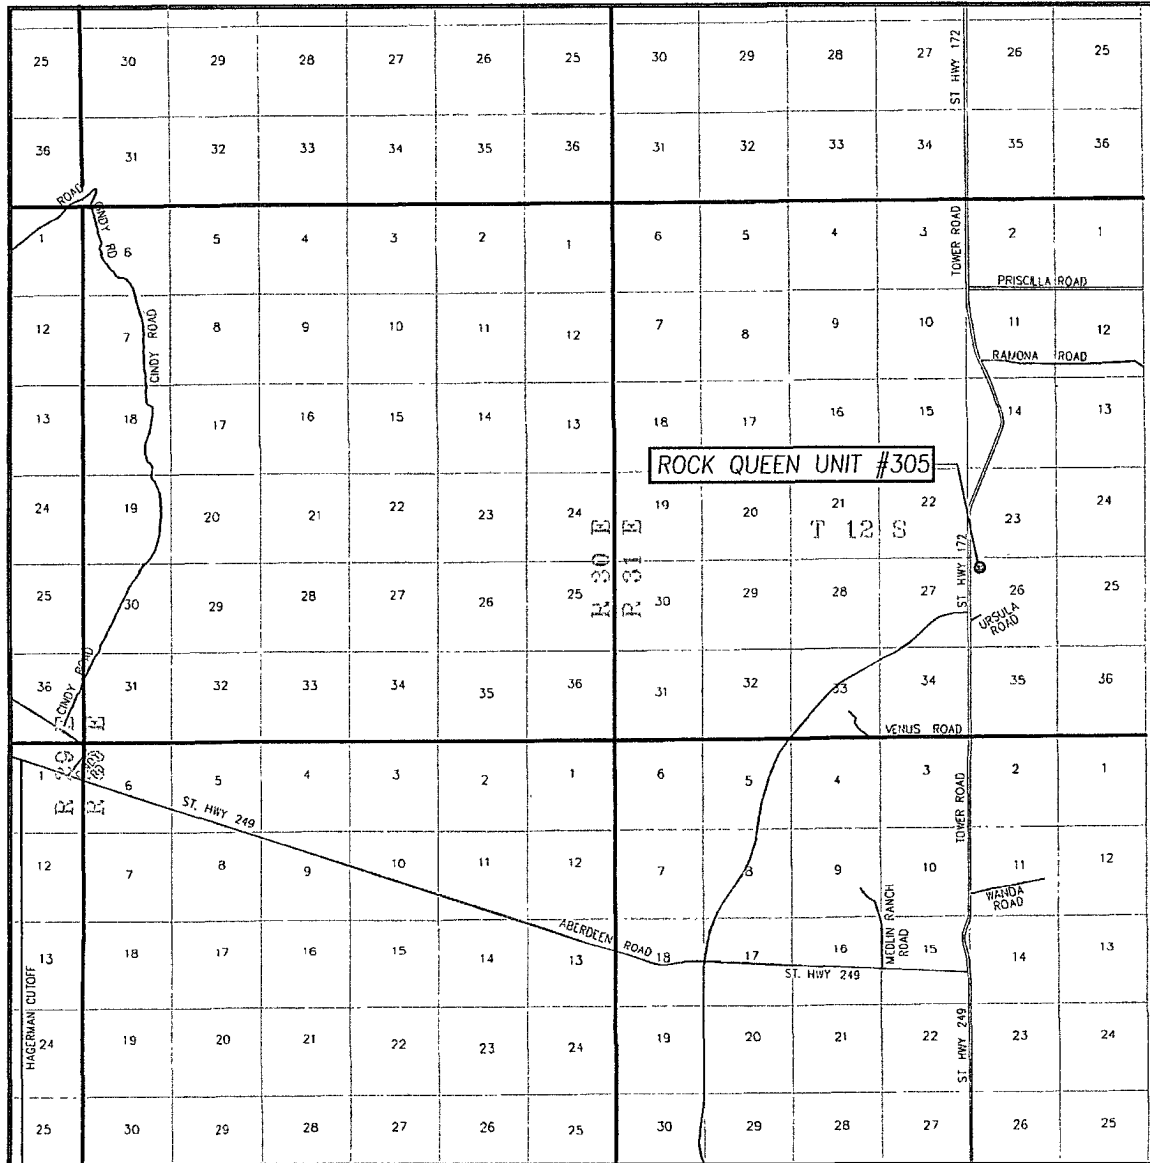 25 30 29 28 27 26 25 30 29 28 27 26 25
ST HWY 172
36 31 32 33 34 35 36 31 32 33 34 35 36
ROAD
CINDY RD
1 6 5 4 3 2 1 6 5 4 3 2 1
TOWER ROAD
PRISCILLA ROAD
12 7 8 9 10 11 12 7 8 9 10 11 12
CINDY ROAD
RAMONA ROAD
13 18 17 16 15 14 13 18 17 16 15 14 13
ROCK QUEEN UNIT #305
24 19 20 21 22 23 24 19 20 21 22 23 24
R 30 E
R 31 E
T 12 S
ST HWY 172
25 30 29 28 27 26 25 30 29 28 27 26 25
URSULA
ROAD
CINDY ROAD
36 31 32 33 34 35 36 31 32 33 34 35 36
VENUS ROAD
1 6 5 4 3 2 1 6 5 4 3 2 1
ST. HWY 249
TOWER ROAD
12 7 8 9 10 11 12 7 8 9 10 11 12
WANDA
ROAD
MEDLIN RANCH
ROAD
ABERDEEN ROAD
13 18 17 16 15 14 13 18 17 16 15 14 13
ST. HWY 249
HAGERMAN CUTOFF
24 19 20 21 22 23 24 19 20 21 22 23 24
ST HWY 249
25 30 29 28 27 26 25 30 29 28 27 26 25